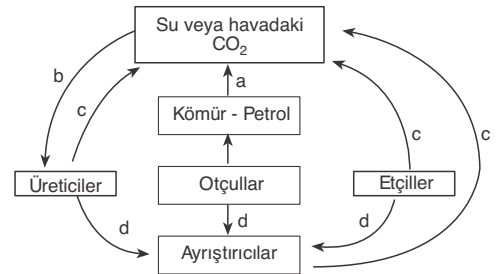 Su veya havadaki
CO₂
b
c
a
c
c
Kömür - Petrol
Üreticiler
Otçullar
Etçiller
d
d
d
Ayrıştırıcılar